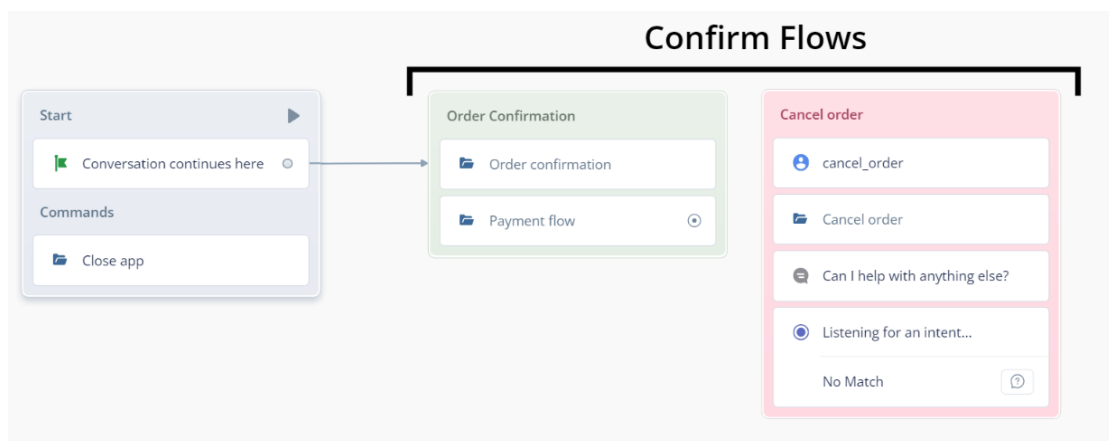 Confirm Flows
Start
Conversation continues here
Commands
Close app
Order Confirmation
Order confirmation
Payment flow
Cancel order
cancel_order
Cancel order
Can I help with anything else?
Listening for an intent...
No Match